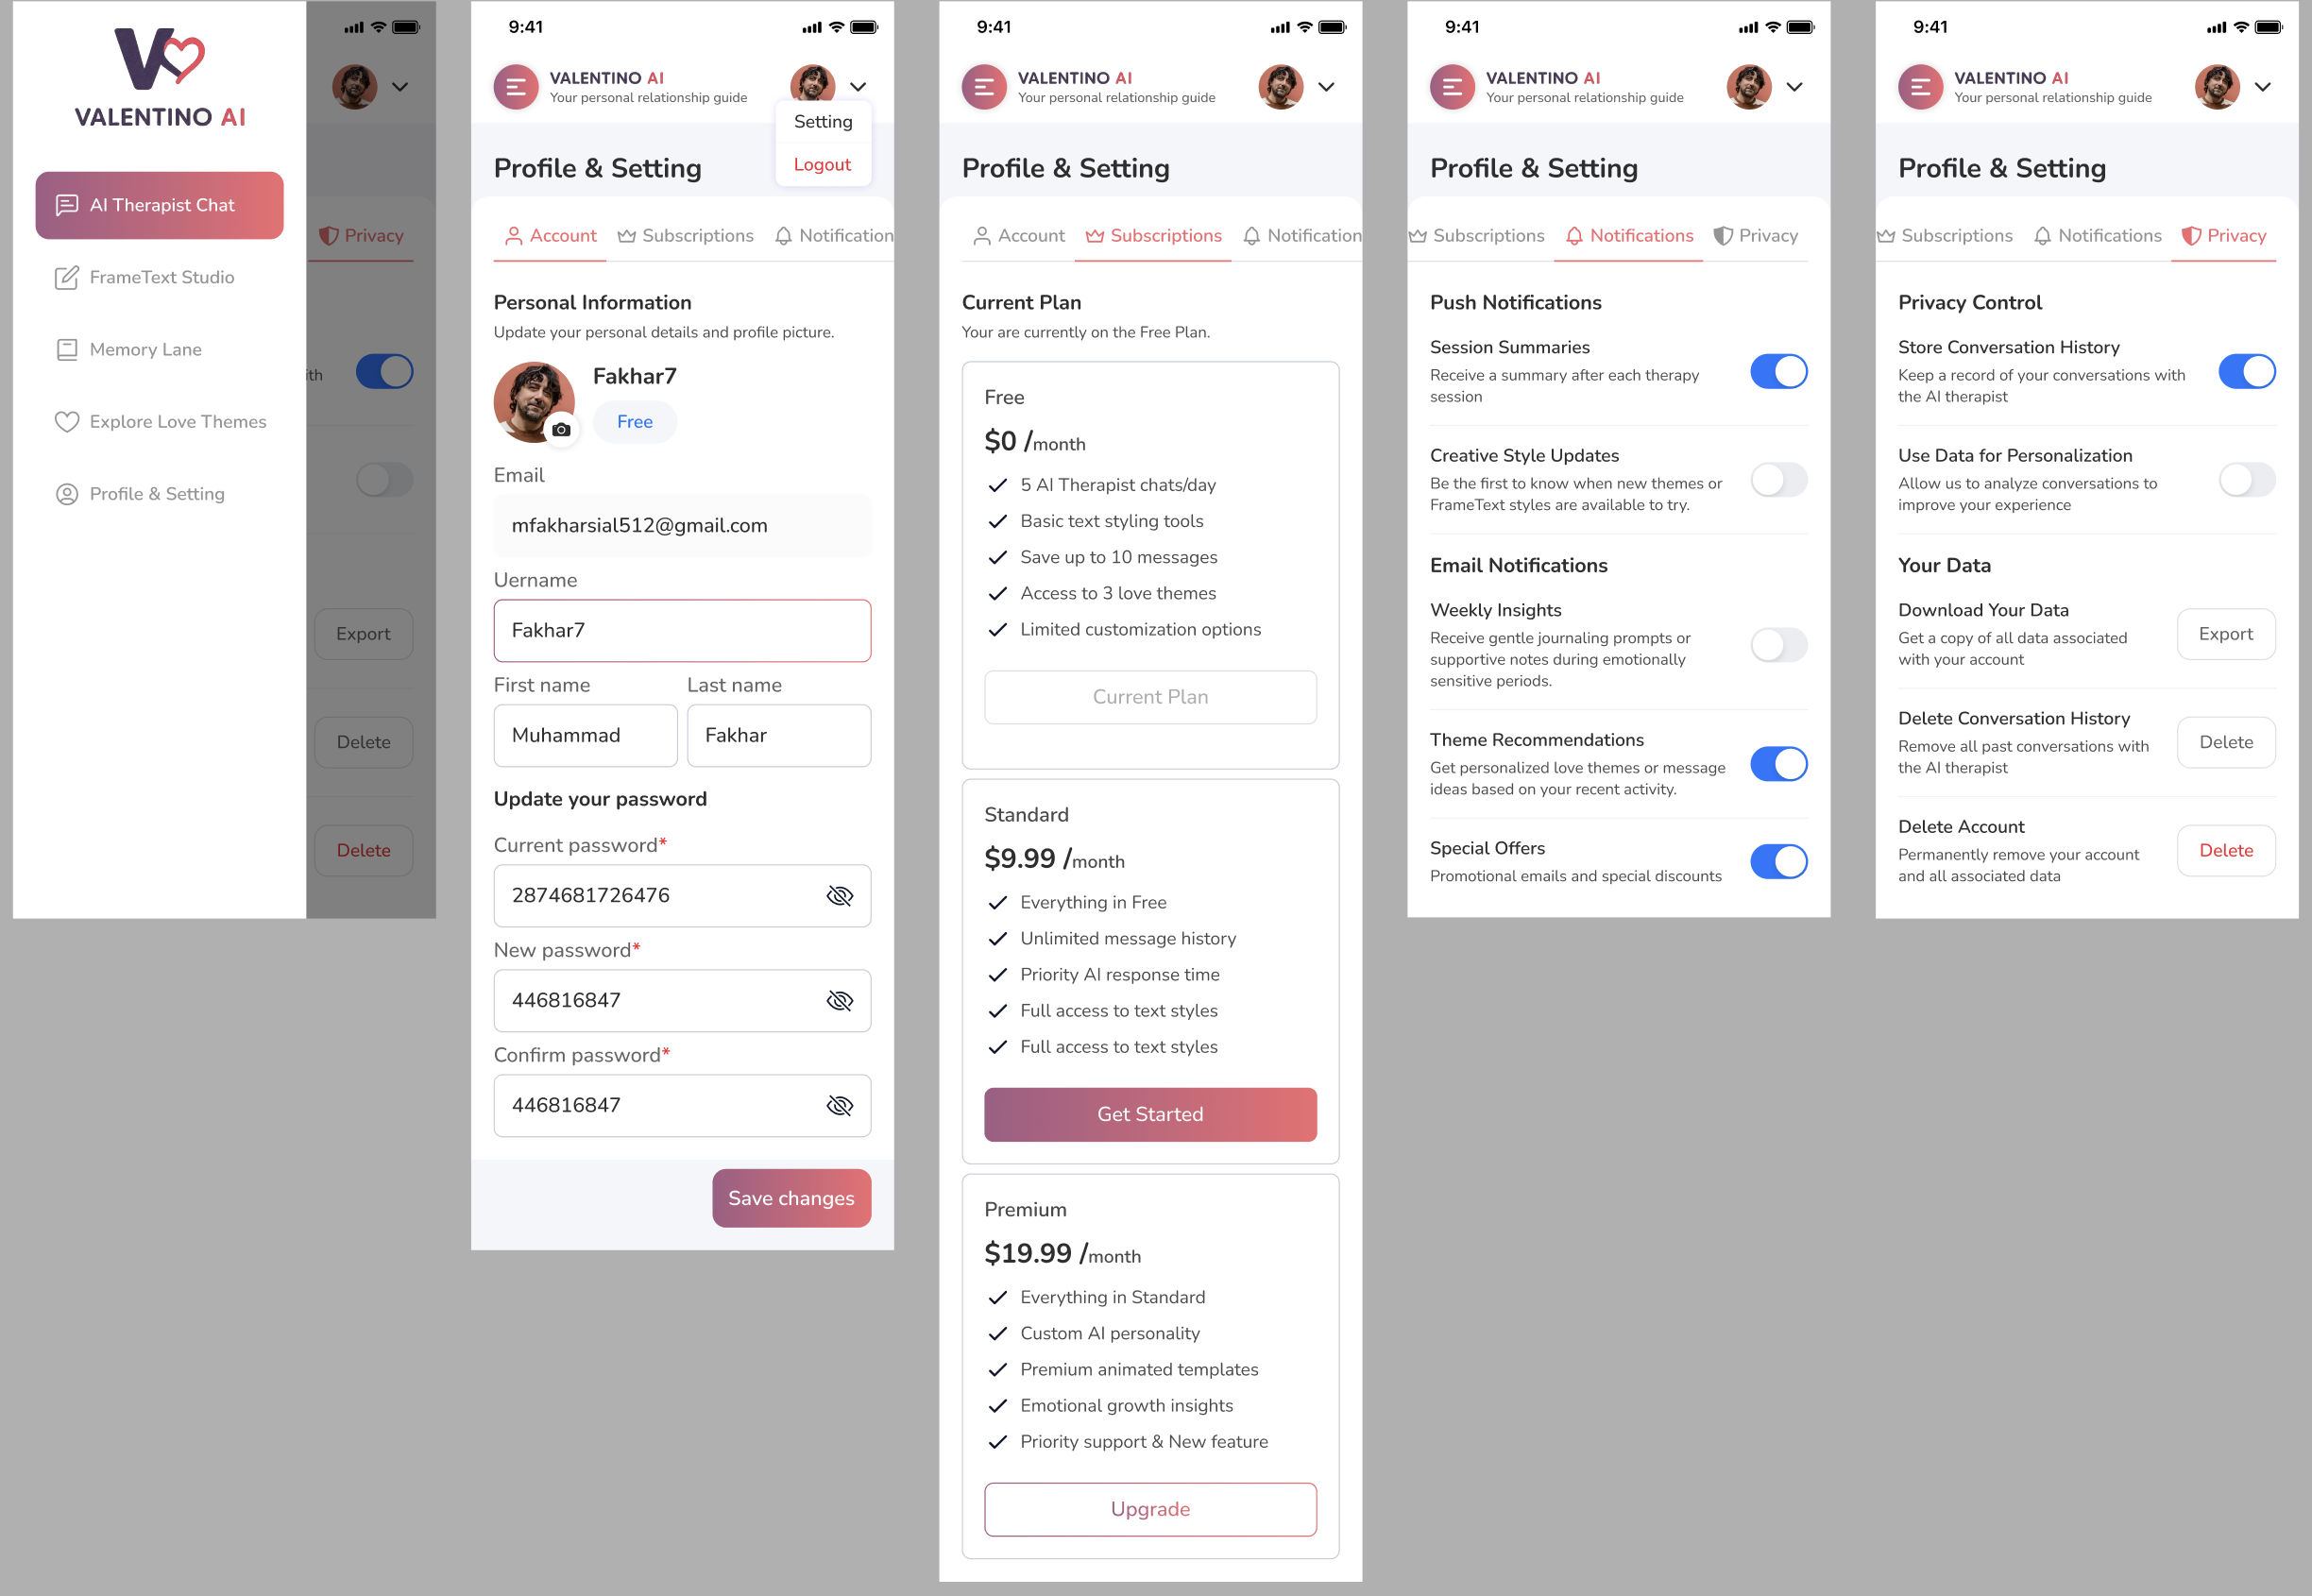 VALENTINO AI
AI Therapist Chat
FrameText Studio
Memory Lane
Explore Love Themes
Profile & Setting
Privacy
ith
Export
Delete
Delete
9:41
VALENTINO AI
Your personal relationship guide
Setting
Logout
Profile & Setting
Account
Subscriptions
Notification
Personal Information
Update your personal details and profile picture.
Fakhar7
Free
Email
mfakharsial512@gmail.com
Uername
Fakhar7
First name
Last name
Muhammad
Fakhar
Update your password
Current password*
2874681726476
New password*
446816847
Confirm password*
446816847
Save changes
9:41
VALENTINO AI
Your personal relationship guide
Profile & Setting
Account
Subscriptions
Notification
Current Plan
Your are currently on the Free Plan.
Free
$0 /month
5 AI Therapist chats/day
Basic text styling tools
Save up to 10 messages
Access to 3 love themes
Limited customization options
Current Plan
Standard
$9.99 /month
Everything in Free
Unlimited message history
Priority AI response time
Full access to text styles
Full access to text styles
Get Started
Premium
$19.99 /month
Everything in Standard
Custom AI personality
Premium animated templates
Emotional growth insights
Priority support & New feature
Upgrade
9:41
VALENTINO AI
Your personal relationship guide
Profile & Setting
Subscriptions
Notifications
Privacy
Push Notifications
Session Summaries
Receive a summary after each therapy
session
Creative Style Updates
Be the first to know when new themes or
FrameText styles are available to try.
Email Notifications
Weekly Insights
Receive gentle journaling prompts or
supportive notes during emotionally
sensitive periods.
Theme Recommendations
Get personalized love themes or message
ideas based on your recent activity.
Special Offers
Promotional emails and special discounts
9:41
VALENTINO AI
Your personal relationship guide
Profile & Setting
Subscriptions
Notifications
Privacy
Privacy Control
Store Conversation History
Keep a record of your conversations with
the AI therapist
Use Data for Personalization
Allow us to analyze conversations to
improve your experience
Your Data
Download Your Data
Get a copy of all data associated
with your account
Export
Delete Conversation History
Remove all past conversations with
the AI therapist
Delete
Delete Account
Permanently remove your account
and all associated data
Delete